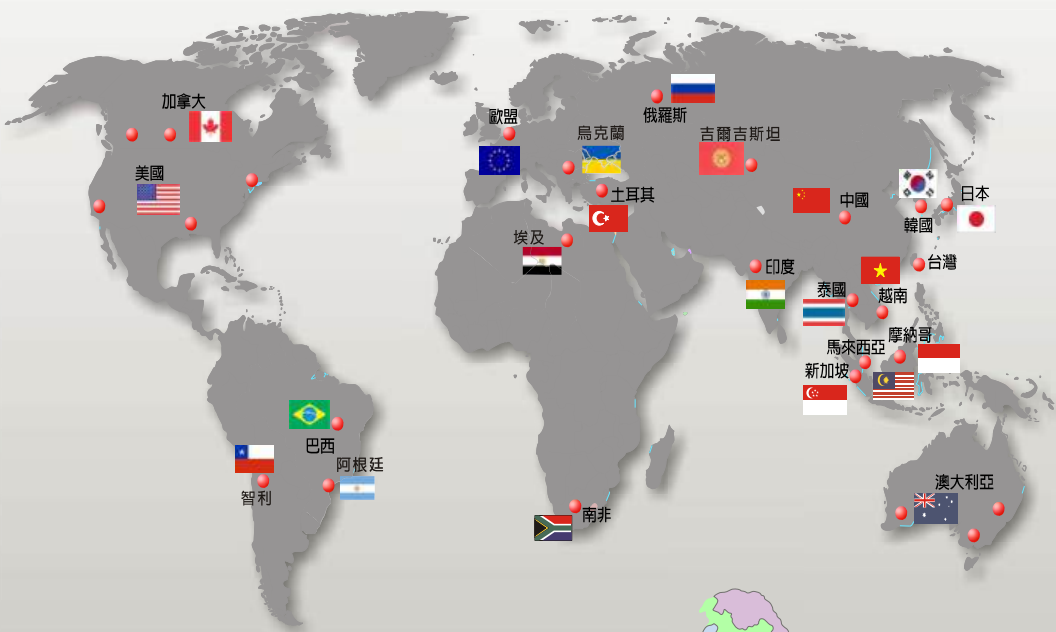 加拿大
美國
歐盟
烏克蘭
俄羅斯
吉爾吉斯坦
土耳其
埃及
中國
日本
韓國
台灣
印度
泰國
越南
摩納哥
馬來西亞
新加坡
巴西
阿根廷
智利
南非
澳大利亞